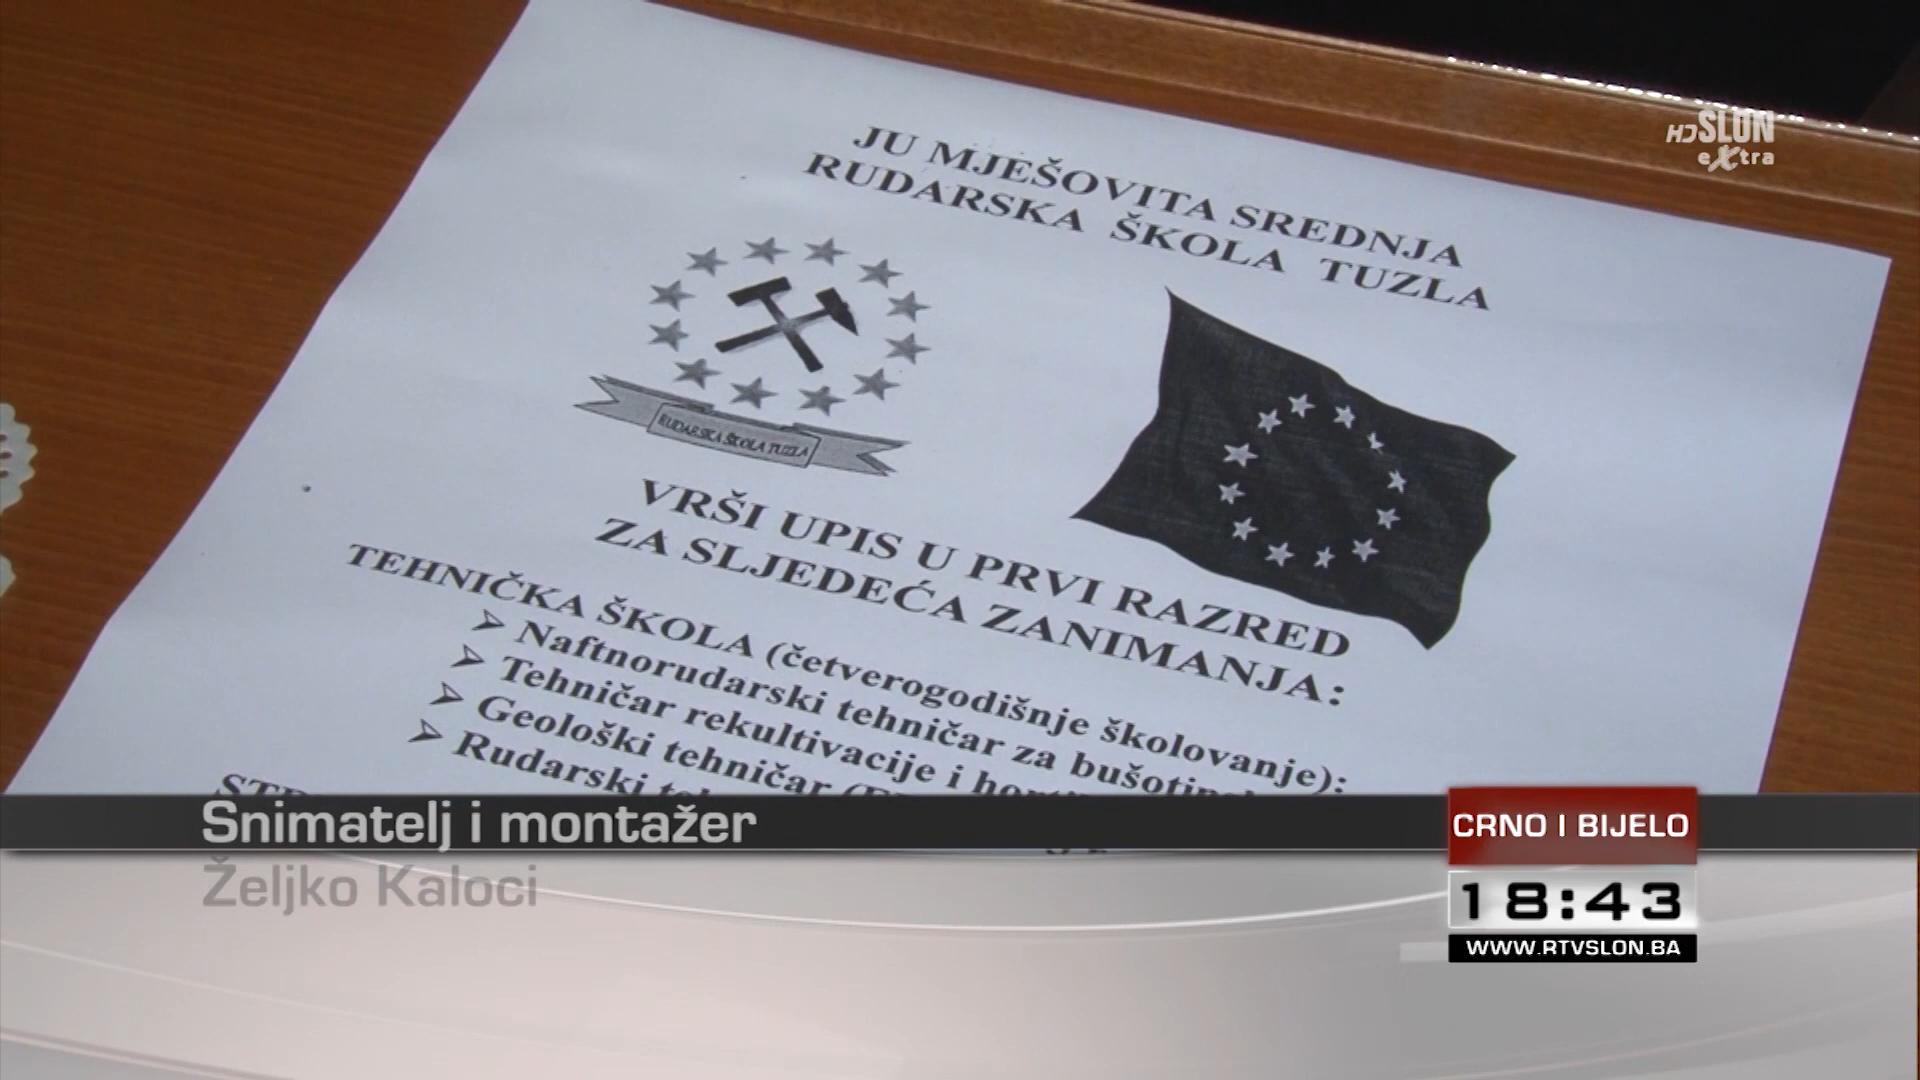 HD SLON
eXtra
JU MJEŠOVITA SREDNJA
RUDARSKA ŠKOLA TUZLA
RUDARSKA ŠKOLA TUZLA
VRŠI UPIS U PRVI RAZRED
ZA SLJEDEĆA ZANIMANJA:
TEHNIČKA ŠKOLA (četverogodišnje školovanje):
➢ Naftnorudarski tehničar za
➢ Tehničar rekultivacije i
➢ Geološki tehničar
➢ Rudarski
Snimatelj i montažer
Željko Kaloci
CRNO I BIJELO
18:43
WWW.RTVSLON.BA